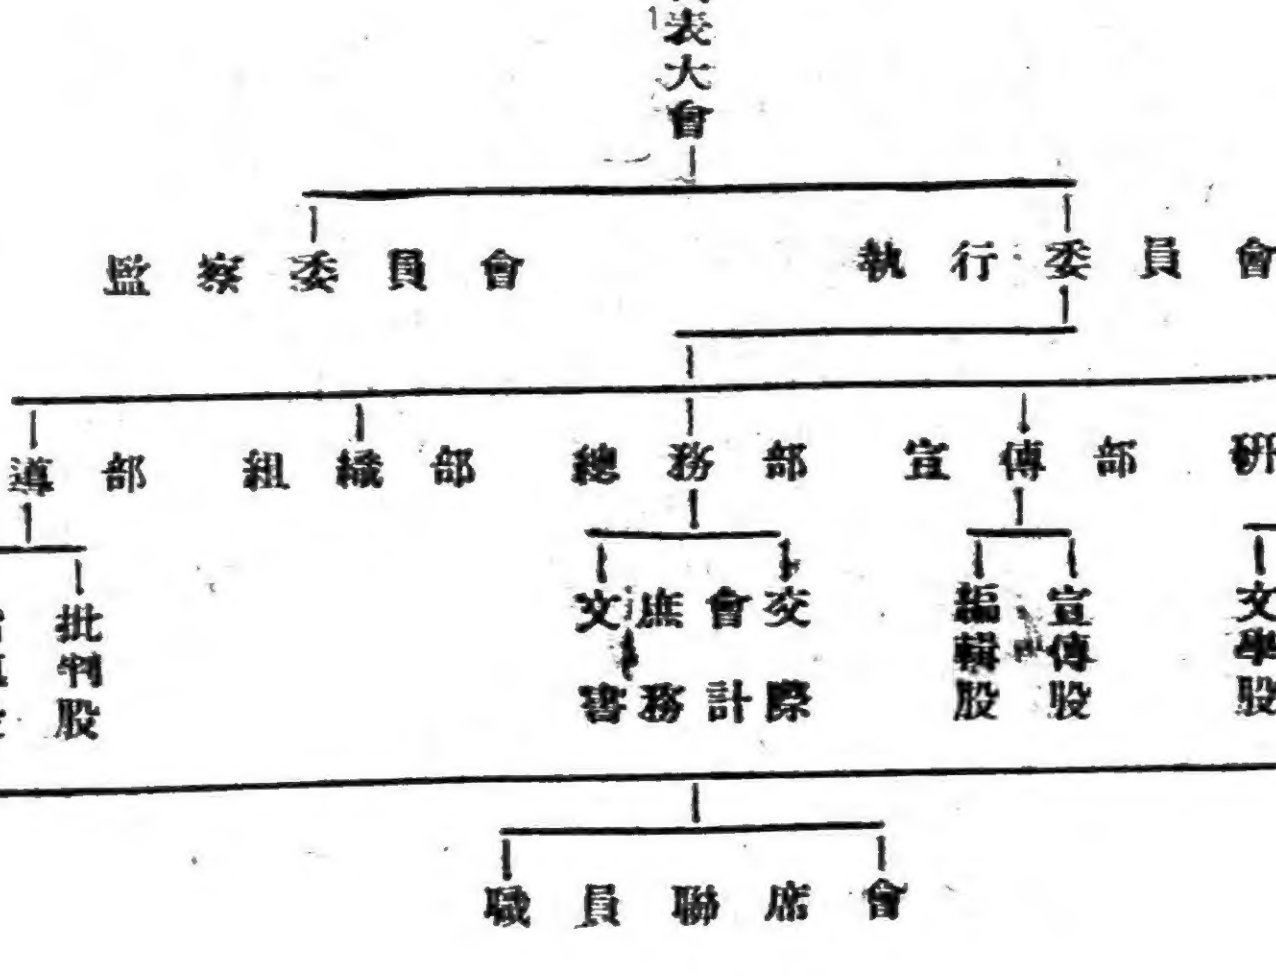 表大會
監察委員會
執行委員會
導部
組織部
總務部
宣傳部
研
批判股
文書
庶務
會計
交際
編輯股
宣傳股
文學股
職員聯席會